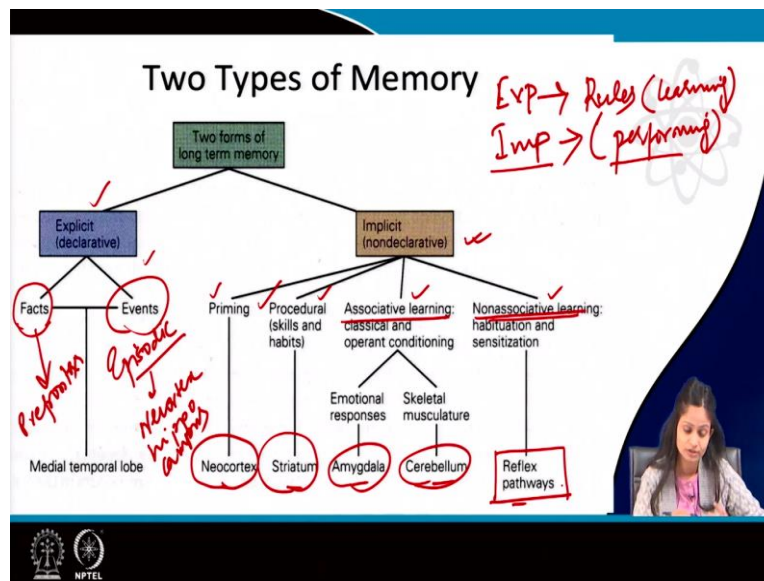 Two Types of Memory
Exp → Rules (learning)
Imp → (performing)
Two forms of
long term memory
Explicit
(declarative)
Implicit
(nondeclarative)
Facts
Events
Priming
Procedural
(skills and
habits)
Associative learning:
classical and
operant conditioning
Nonassociative learning:
habituation and
sensitization
Episodic
Emotional
responses
Skeletal
musculature
Medial temporal lobe
Neocortex
Striatum
Amygdala
Cerebellum
Reflex
pathways
NPTEL